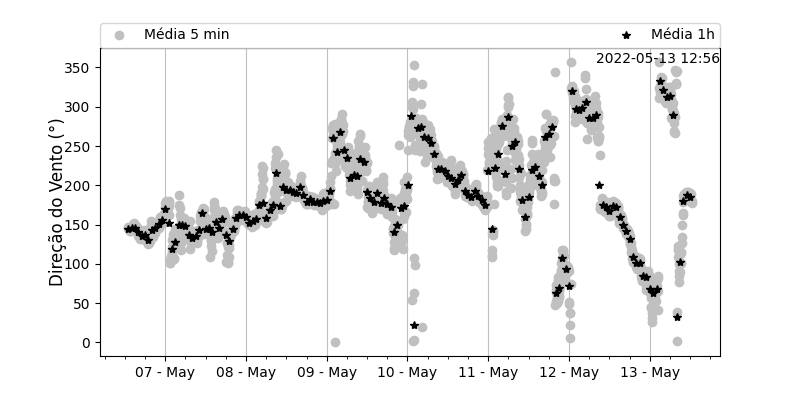 Média 5 min
Média 1h
2022-05-13 12:56
Direção do Vento (°)
350
300
250
200
150
100
50
0
07 - May
08 - May
09 - May
10 - May
11 - May
12 - May
13 - May